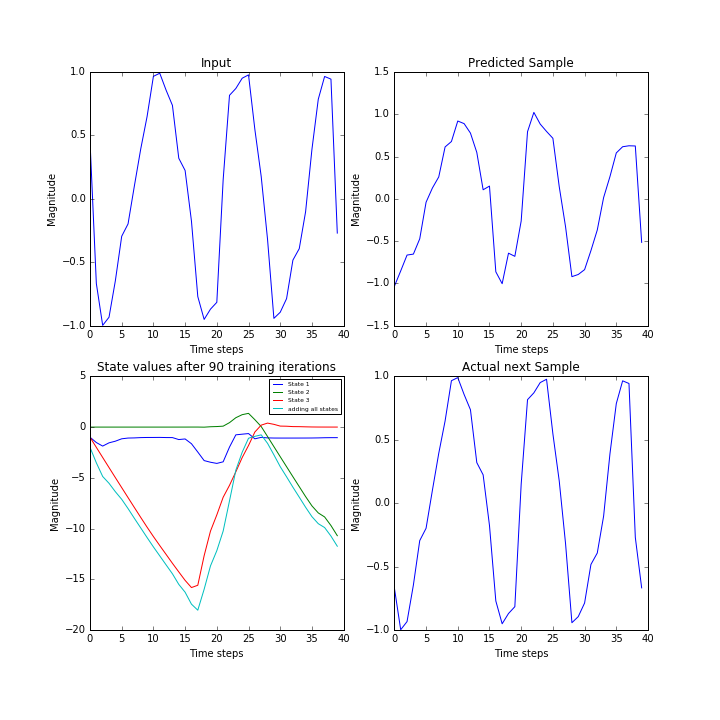 Input
1.0
0.5
0.0
−0.5
−1.0
Magnitude
0 5 10 15 20 25 30 35 40
Time steps
Predicted Sample
1.5
1.0
0.5
0.0
−0.5
−1.0
−1.5
Magnitude
0 5 10 15 20 25 30 35 40
Time steps
State values after 90 training iterations
5
0
−5
−10
−15
−20
Magnitude
State 1
State 2
State 3
adding all states
0 5 10 15 20 25 30 35 40
Time steps
Actual next Sample
1.0
0.5
0.0
−0.5
−1.0
Magnitude
0 5 10 15 20 25 30 35 40
Time steps